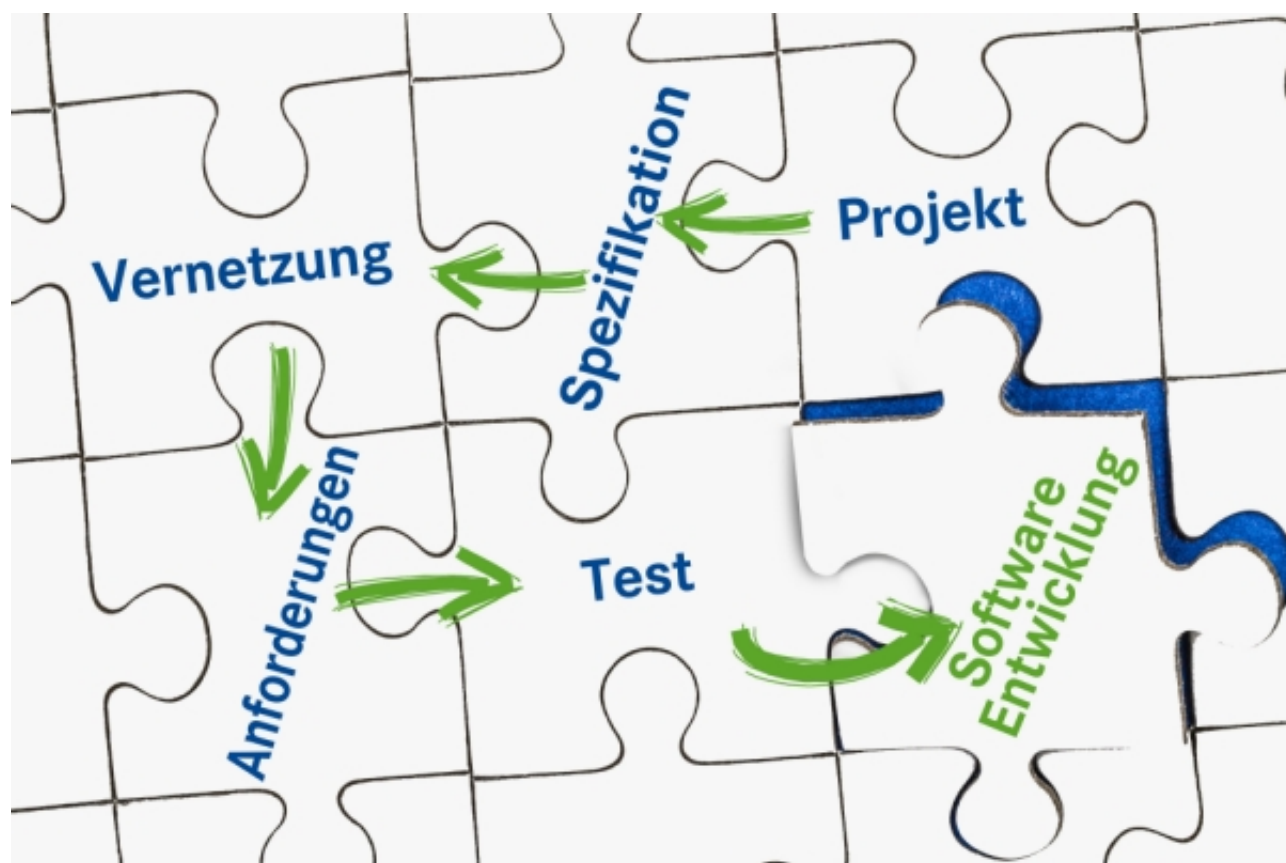 Projekt
Spezifikation
Vernetzung
Anforderungen
Test
Software
Entwicklung